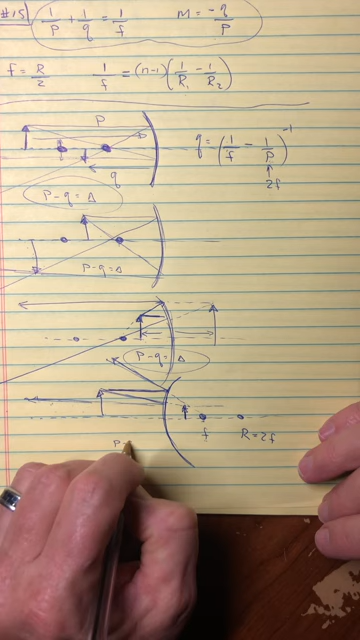 #15 1/p + 1/q = 1/f M = -q/p
f = R/2 1/f = (n-1)(1/R₁ - 1/R₂)
p
q = (1/f - 1/p)⁻¹
2f
q
p-q = Δ
p-q = Δ
p-q = Δ
f R=2f
p-